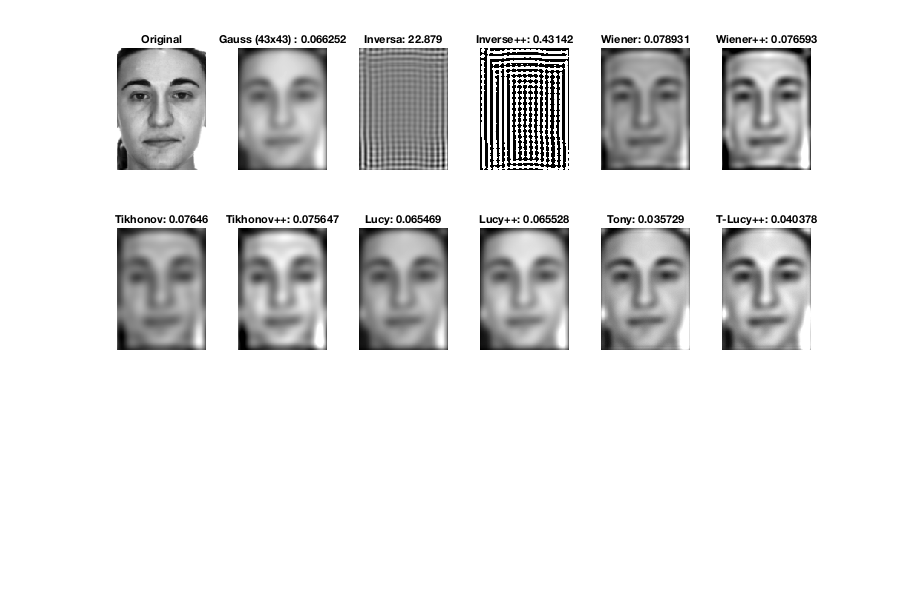 Original
Gauss (43x43) : 0.066252
Inversa: 22.879
Inverse++: 0.43142
Wiener: 0.078931
Wiener++: 0.076593
Tikhonov: 0.07646
Tikhonov++: 0.075647
Lucy: 0.065469
Lucy++: 0.065528
Tony: 0.035729
T-Lucy++: 0.040378